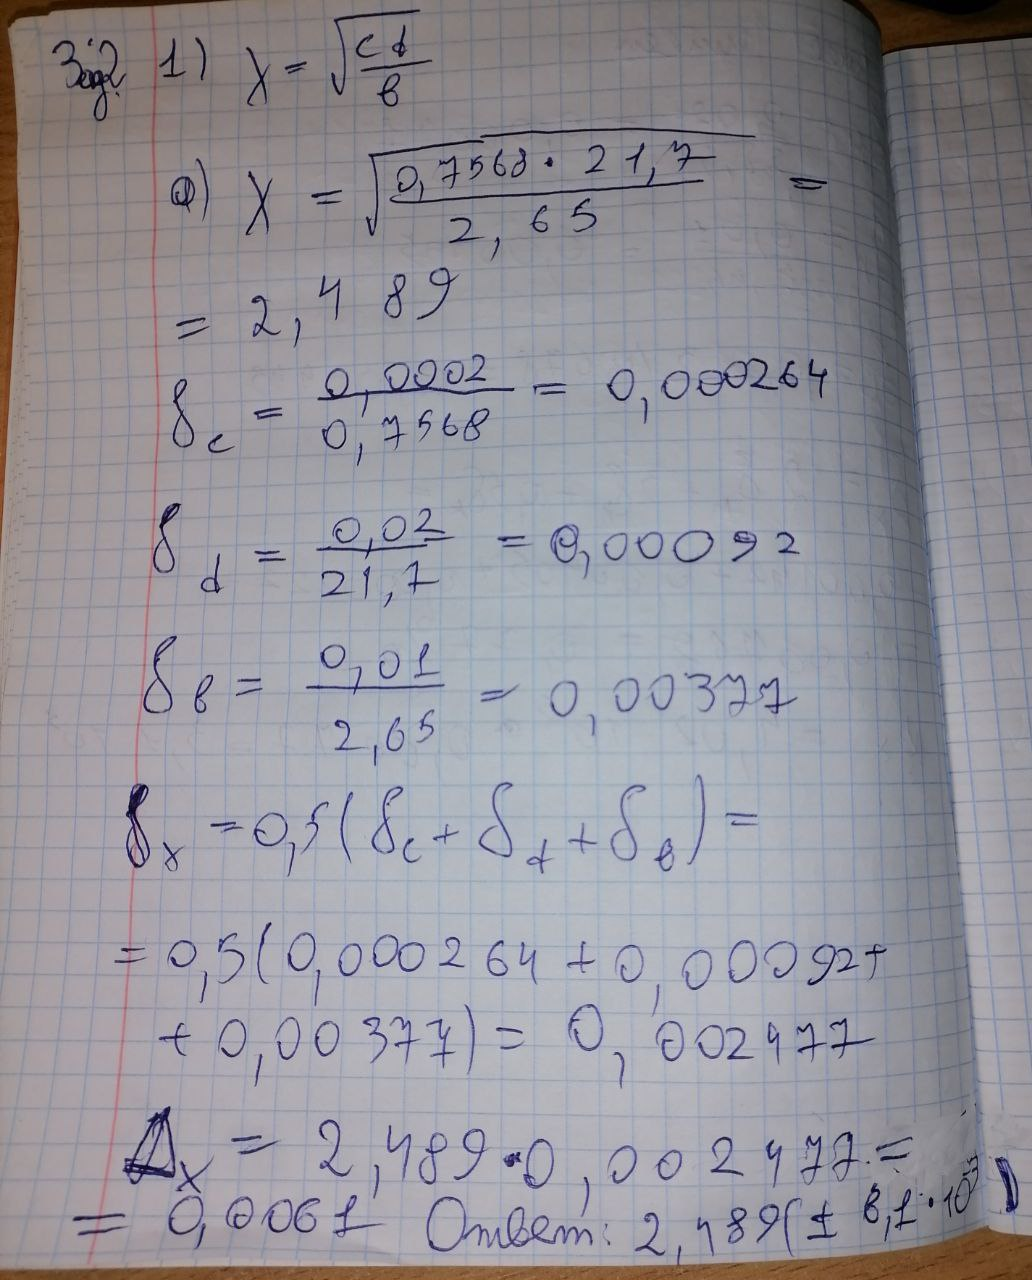 Зад2. 1) X = √(cd/в)
а) X = √(0,7568 · 21,7 / 2,65) =
= 2,489
δc = 0,0002/0,7568 = 0,000264
δd = 0,02/21,7 = 0,00092
δв = 0,01/2,65 = 0,00377
δx = 0,5(δc + δd + δв) =
= 0,5(0,000264 + 0,00092 +
+ 0,00377) = 0,002477
Δx = 2,489 · 0,002477 =
= 0,0061 Ответ: 2,489(± 6,1 · 10⁻³)